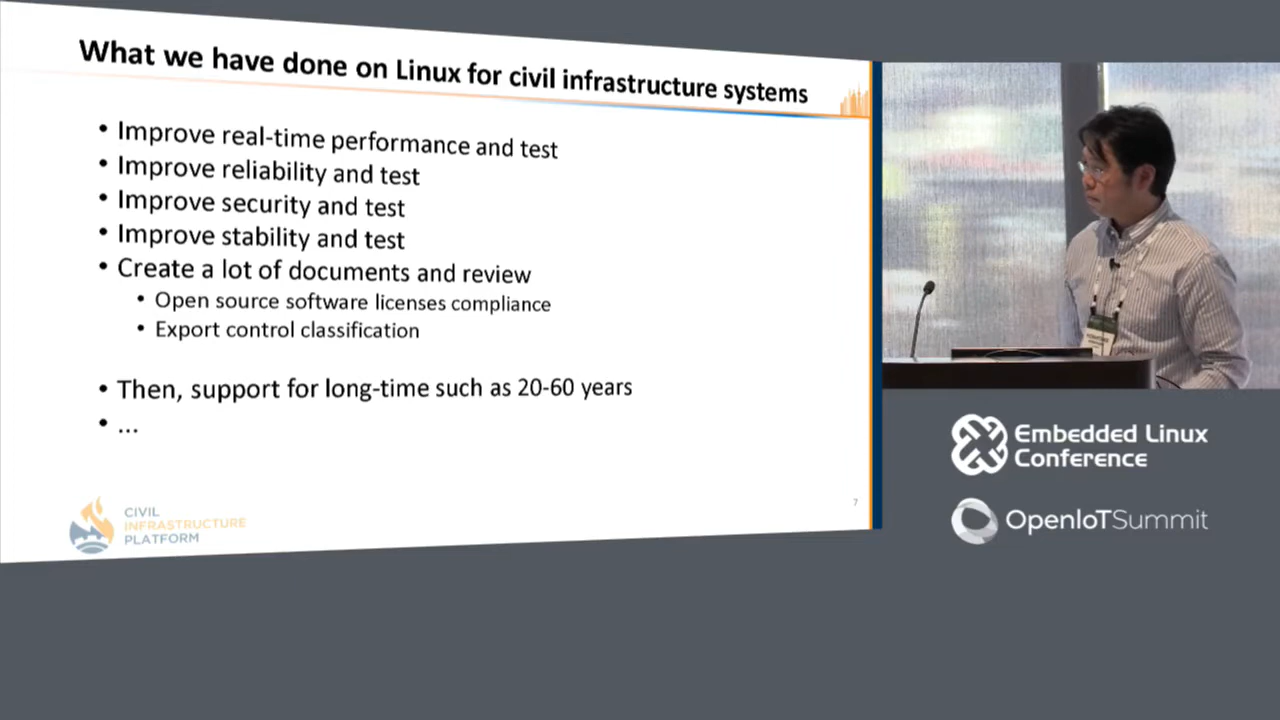 What we have done on Linux for civil infrastructure systems
• Improve real-time performance and test
• Improve reliability and test
• Improve security and test
• Improve stability and test
• Create a lot of documents and review
• Open source software licenses compliance
• Export control classification
• Then, support for long-time such as 20-60 years
• ...
7
CIVIL
INFRASTRUCTURE
PLATFORM
Embedded Linux
Conference
OpenIoTSummit